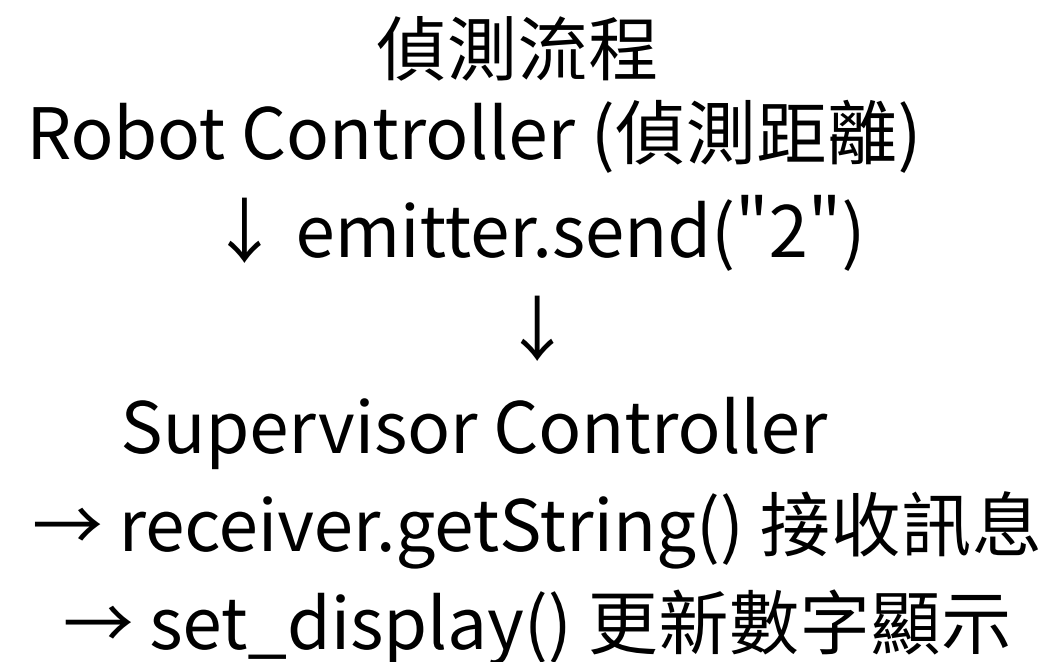 偵測流程
Robot Controller (偵測距離)
↓ emitter.send("2")
↓
Supervisor Controller
→ receiver.getString() 接收訊息
→ set_display() 更新數字顯示